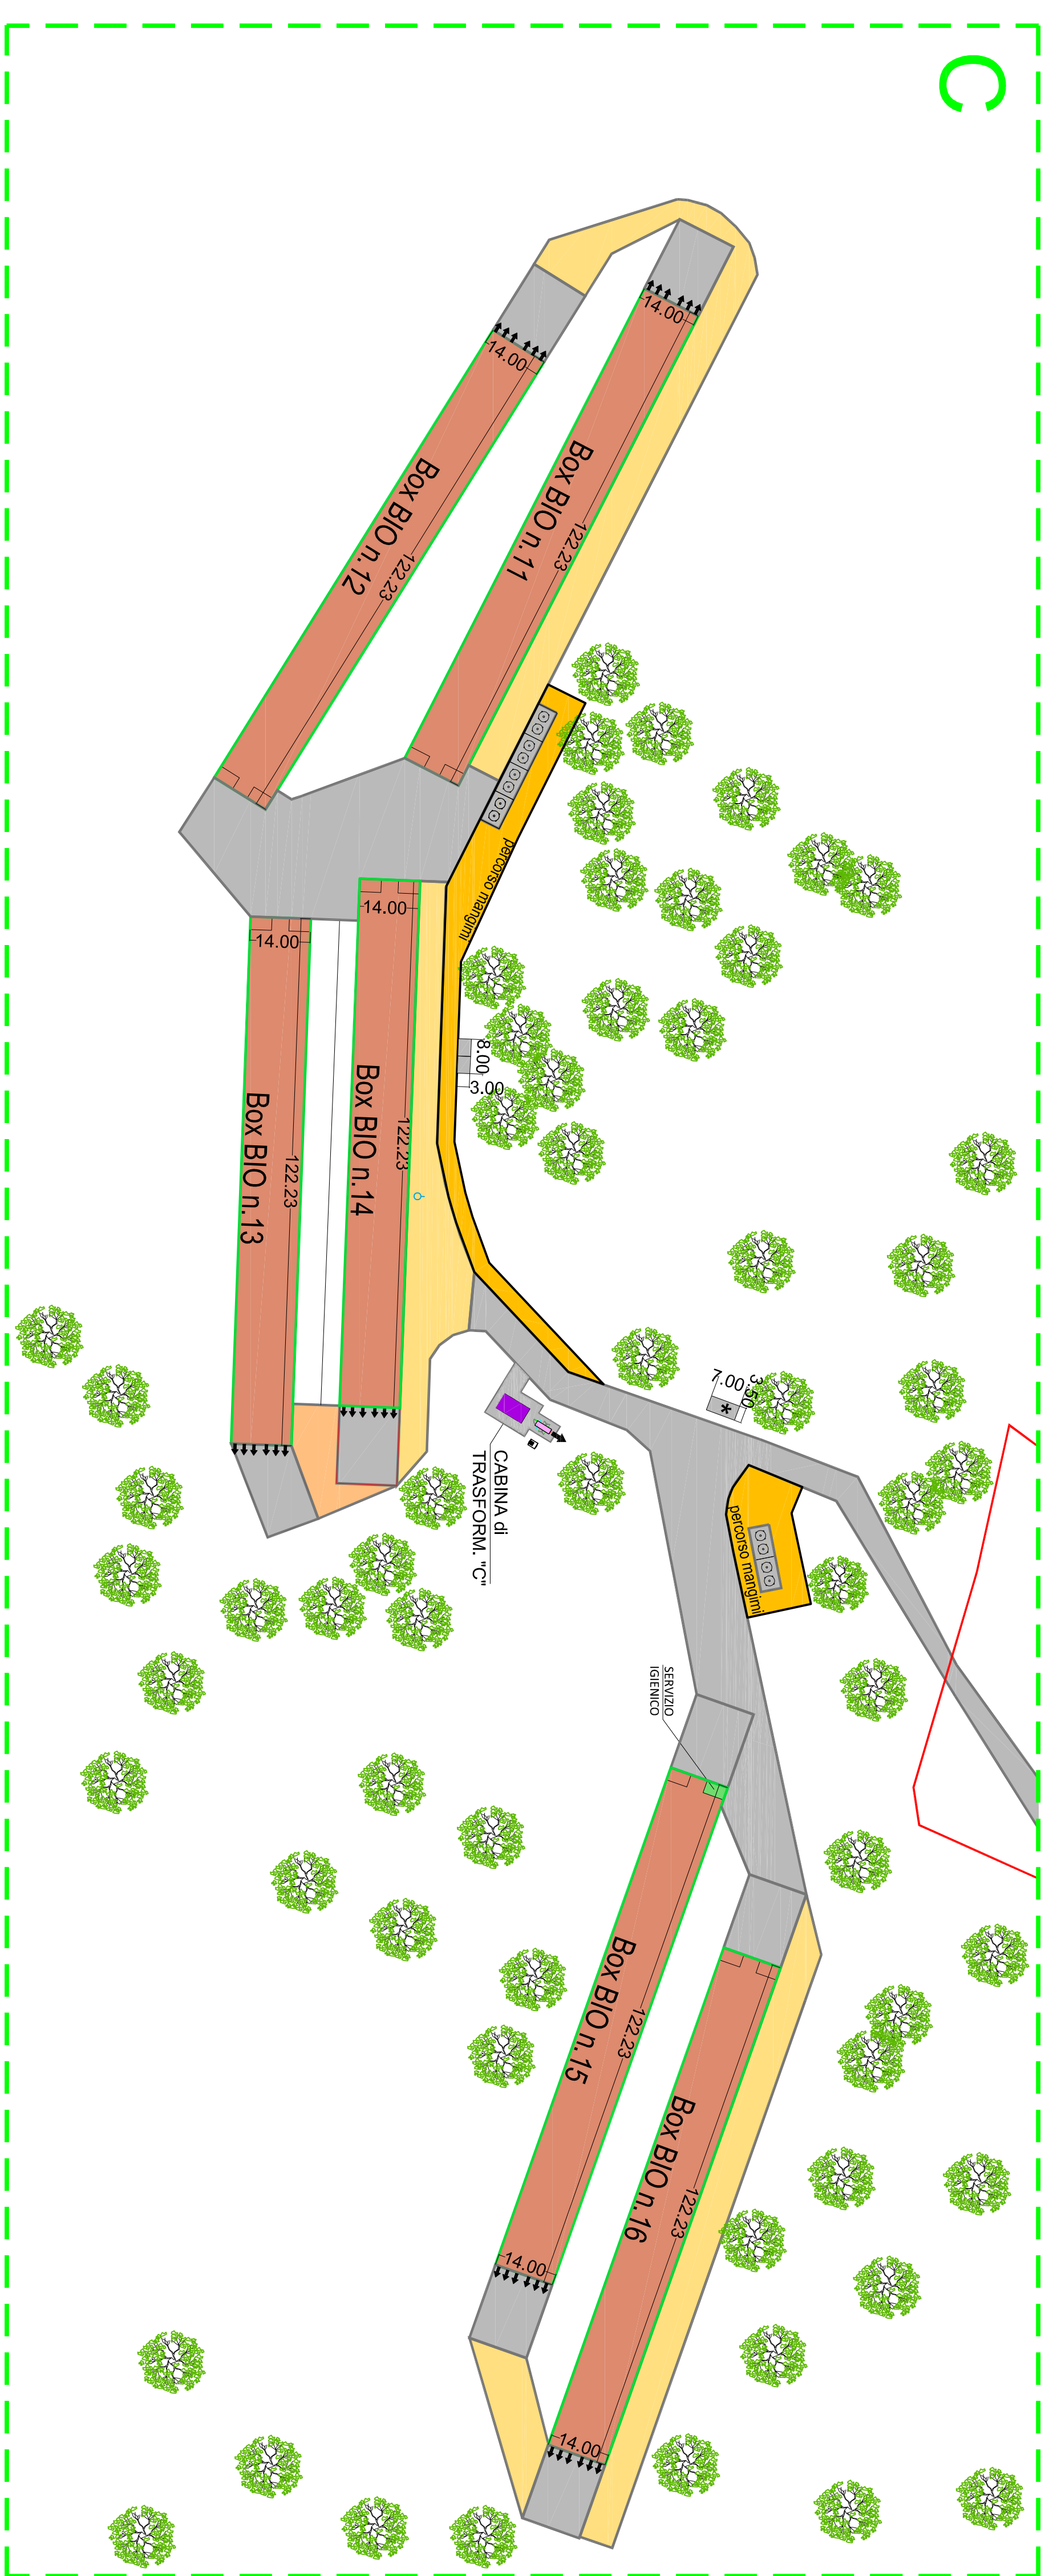 C
14.00
14.00
Box BIO n.11
122.23
Box BIO n.12
122.23
percorso mangimi
14.00
14.00
8.00
3.00
Box BIO n.14
122.23
Box BIO n.13
122.23
7.00
3.50
*
CABINA di
TRASFORM. "C"
percorso mangimi
SERVIZIO
IGIENICO
Box BIO n.15
122.23
Box BIO n.16
122.23
14.00
14.00